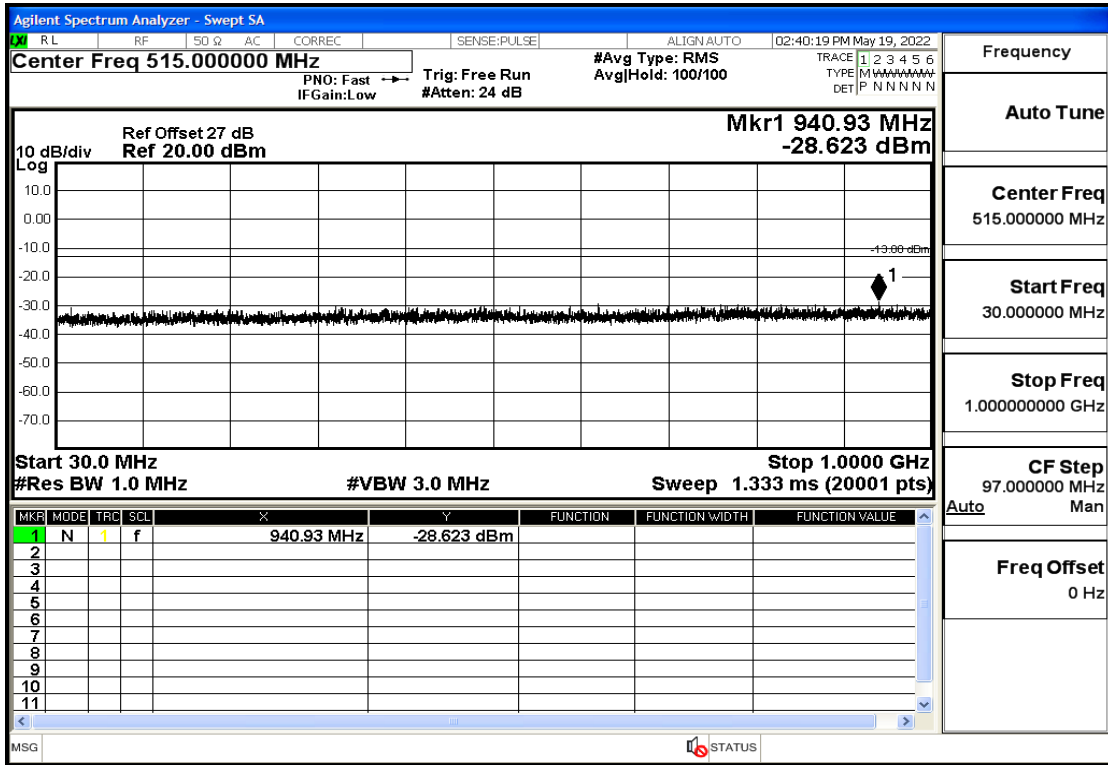 Agilent Spectrum Analyzer - Swept SA
LXI RL RF 50 Ω AC CORREC SENSE:PULSE ALIGN AUTO 02:40:19 PM May 19, 2022
Center Freq 515.000000 MHz
PNO: Fast
IFGain:Low
Trig: Free Run
#Atten: 24 dB
#Avg Type: RMS
Avg|Hold: 100/100
TRACE 1 2 3 4 5 6
TYPE M WWWWW
DET P N N N N N
Ref Offset 27 dB
10 dB/div Ref 20.00 dBm
Log
Mkr1 940.93 MHz
-28.623 dBm
10.0
0.00
-10.0
-13.00 dBm
-20.0
1
-30.0
-40.0
-50.0
-60.0
-70.0
Start 30.0 MHz Stop 1.0000 GHz
#Res BW 1.0 MHz #VBW 3.0 MHz Sweep 1.333 ms (20001 pts)
MKR MODE TRC SCL X Y FUNCTION FUNCTION WIDTH FUNCTION VALUE
1 N 1 f 940.93 MHz -28.623 dBm
2
3
4
5
6
7
8
9
10
11
MSG STATUS
Frequency
Auto Tune
Center Freq
515.000000 MHz
Start Freq
30.000000 MHz
Stop Freq
1.000000000 GHz
CF Step
97.000000 MHz
Auto Man
Freq Offset
0 Hz